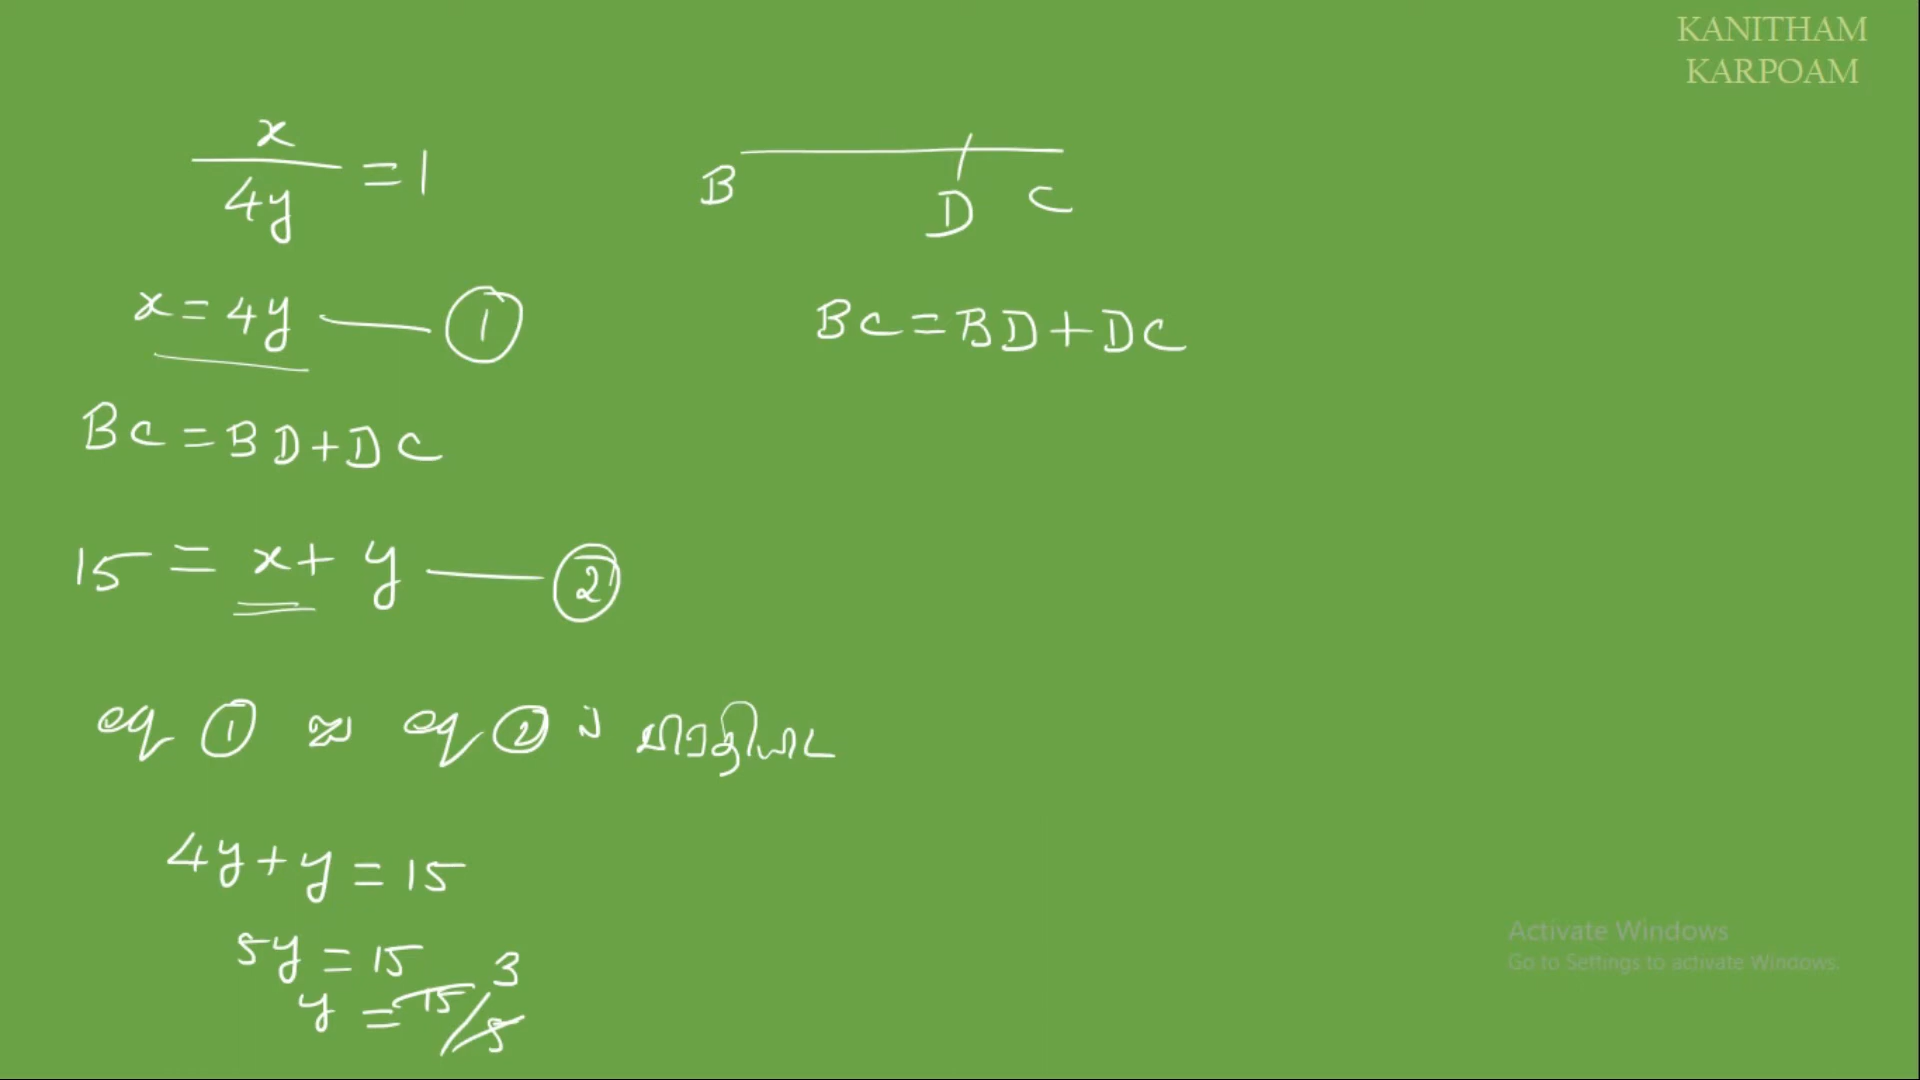 KANITHAM
KARPOAM
x/4y = 1
B D C
x = 4y —— ①
BC = BD + DC
BC = BD + DC
15 = x + y —— ②
eq ① ஐ eq ② ல் பிரதியிட
4y + y = 15
5y = 15
y = 15/5 3
Activate Windows
Go to Settings to activate Windows.